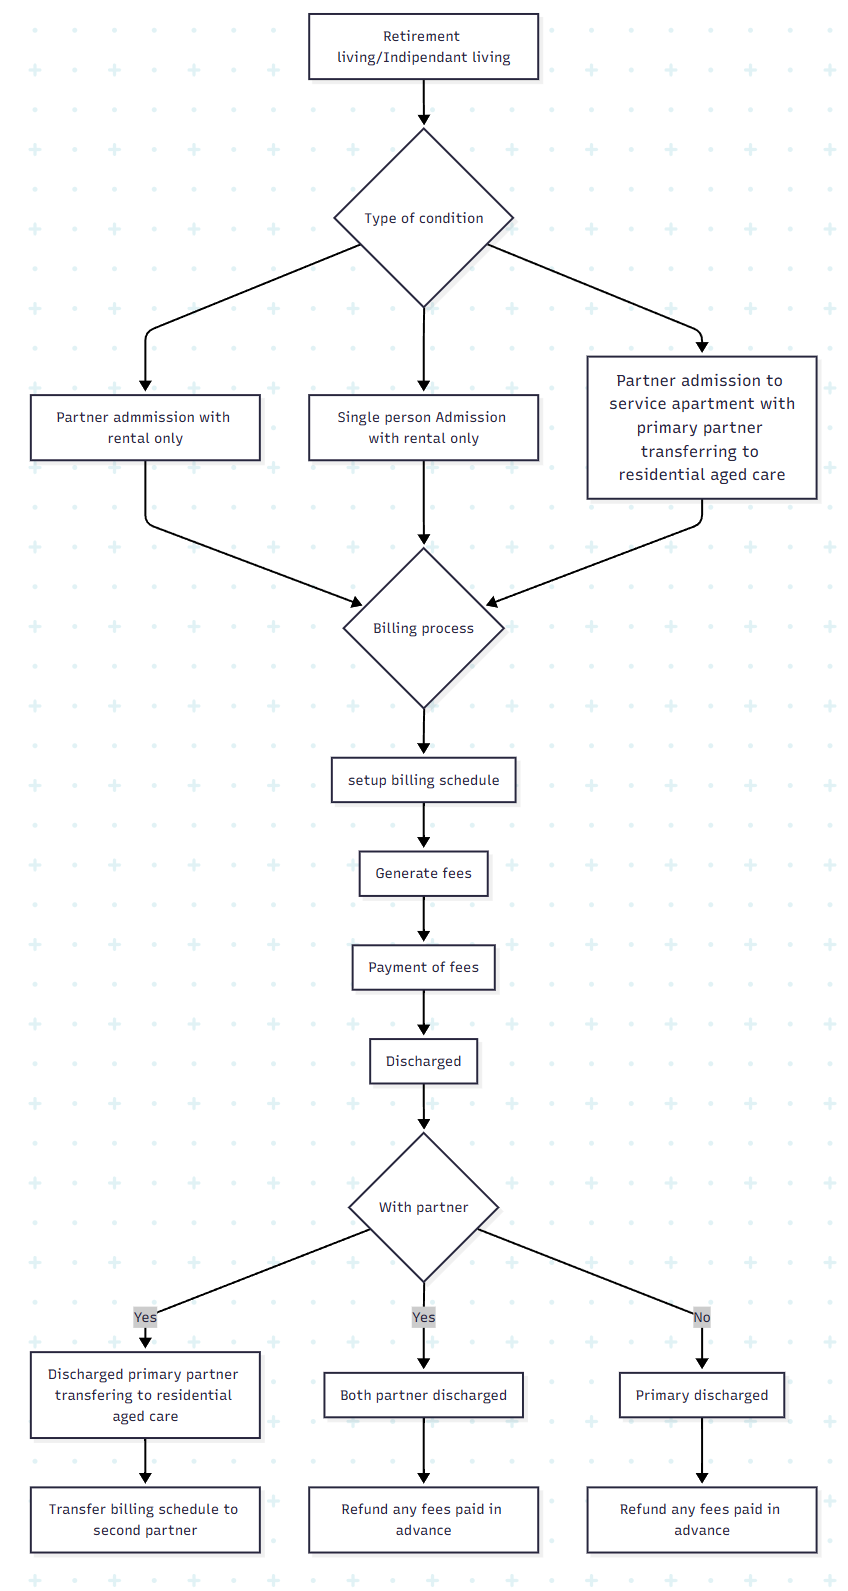 Retirement
living/Indipendant living
Type of condition
Partner admmission with
rental only
Single person Admission
with rental only
Partner admission to
service apartment with
primary partner
transferring to
residential aged care
Billing process
setup billing schedule
Generate fees
Payment of fees
Discharged
With partner
Yes
Yes
No
Discharged primary partner
transfering to residential
aged care
Both partner discharged
Primary discharged
Transfer billing schedule to
second partner
Refund any fees paid in
advance
Refund any fees paid in
advance